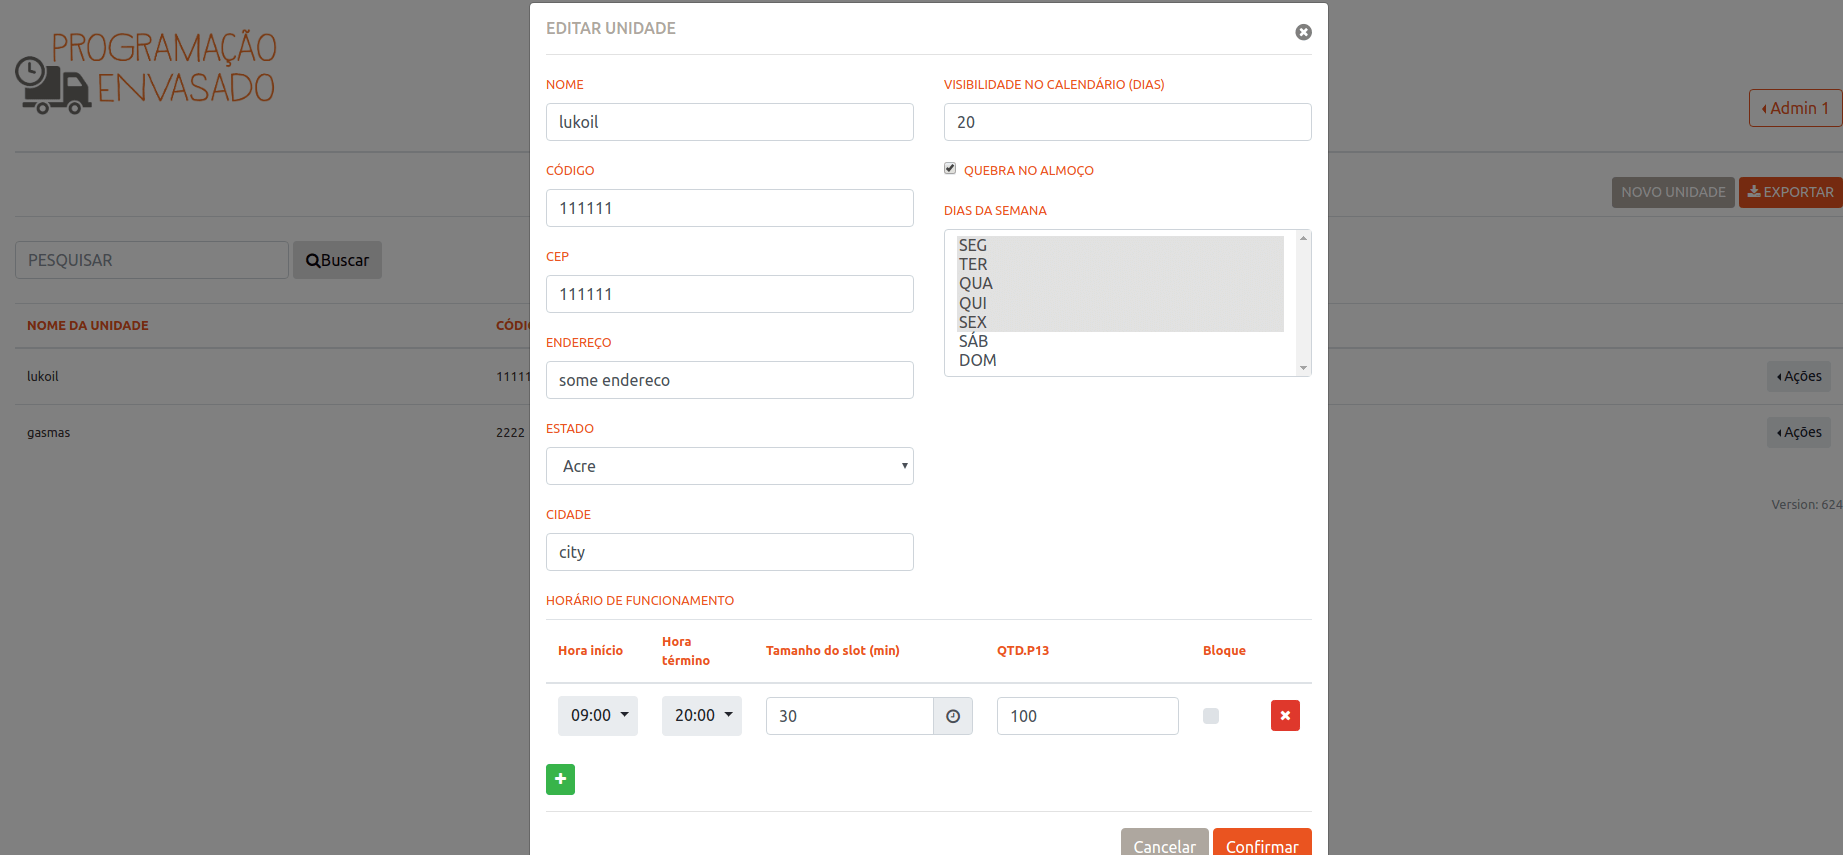 PROGRAMAÇÃO
ENVASADO
Admin 1
NOVO UNIDADE
EXPORTAR
PESQUISAR
Buscar
NOME DA UNIDADE
lukoil
11111
Ações
gasmas
2222
Ações
Version: 624
EDITAR UNIDADE
NOME
lukoil
CÓDIGO
111111
CEP
111111
ENDEREÇO
some endereco
ESTADO
Acre
CIDADE
city
VISIBILIDADE NO CALENDÁRIO (DIAS)
20
QUEBRA NO ALMOÇO
DIAS DA SEMANA
SEG
TER
QUA
QUI
SEX
SÁB
DOM
HORÁRIO DE FUNCIONAMENTO
Hora início
Hora
término
Tamanho do slot (min)
QTD.P13
Bloque
09:00
20:00
30
100
Cancelar
Confirmar